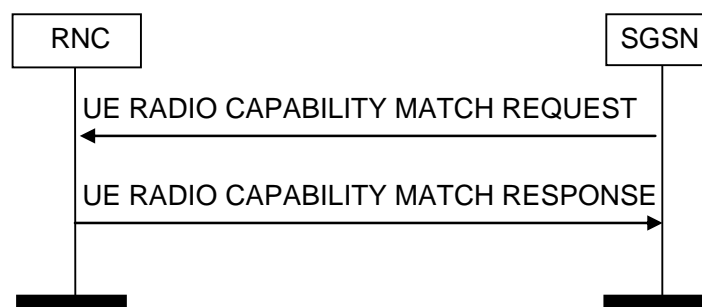 RNC
SGSN
UE RADIO CAPABILITY MATCH REQUEST
UE RADIO CAPABILITY MATCH RESPONSE